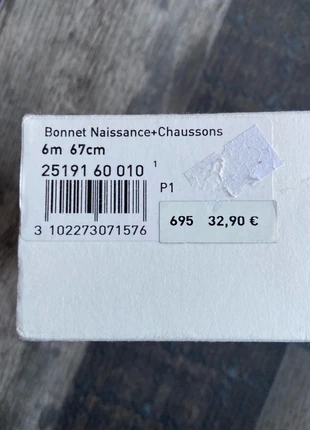 Bonnet Naissance+Chaussons
6m 67cm
25191 60 010 1
P1
695 32,90 €
3 102273 071576